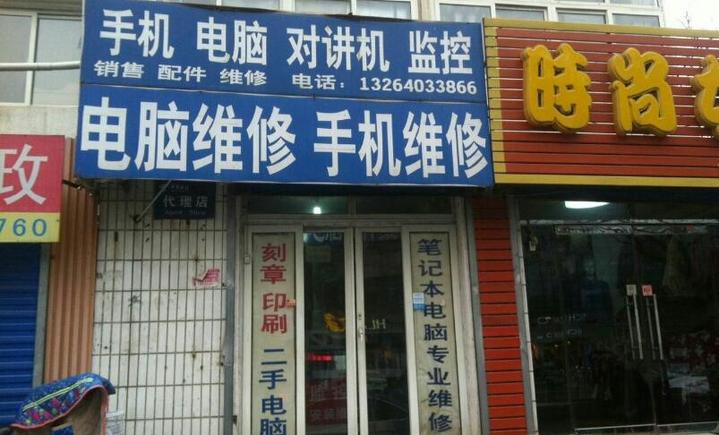 手机 电脑 对讲机 监控
销售 配件 维修 电话：13264033866
电脑维修 手机维修
时尚
玫
760
代理店
刻章 印刷 二手电脑
笔记本电脑专业维修